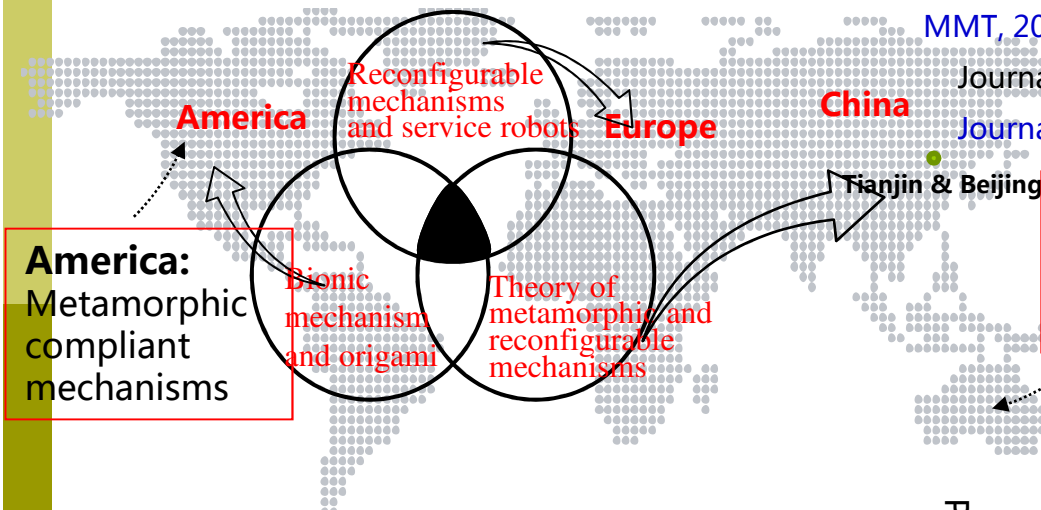 MMT, 20
Journa
Journa
China
Reconfigurable
mechanisms
and service robots
America
Europe
Tianjin & Beijing
America:
Metamorphic
compliant
mechanisms
Bionic
mechanism
and origami
Theory of
metamorphic and
reconfigurable
mechanisms